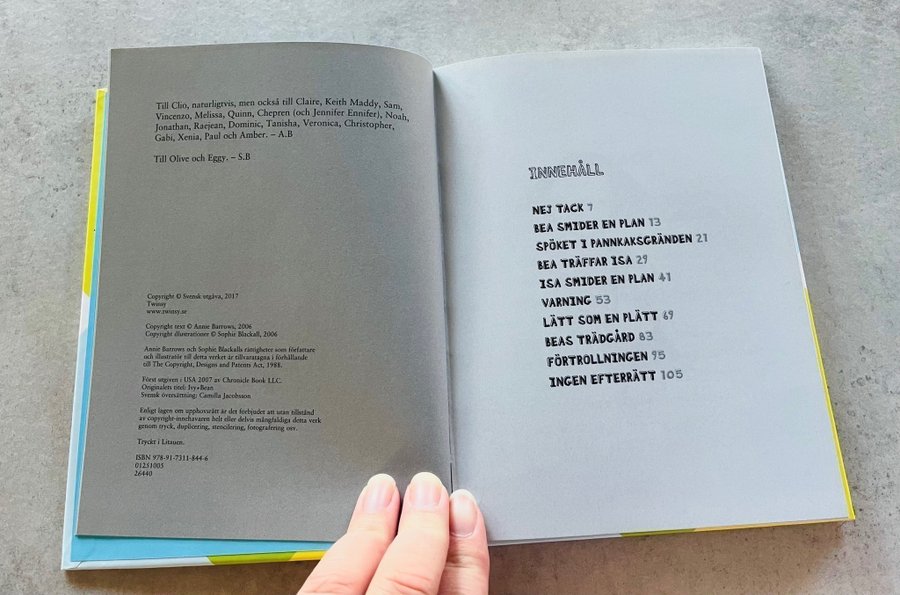 Till Clio, naturligtvis, men också till Claire, Keith Maddy, Sam,
Vincenzo, Melissa, Quinn, Chepren (och Jennifer Ennifer), Noah,
Jonathan, Raejean, Dominic, Tanisha, Veronica, Christopher,
Gabi, Xenia, Paul och Amber. – A.B
Till Olive och Eggy. – S.B
Copyright © Svensk utgåva, 2017
Twinsy
www.twinsy.se
Copyright text © Annie Barrows, 2006
Copyright illustrationer © Sophie Blackall, 2006
Annie Barrows och Sophie Blackalls rättigheter som författare
och illustratör till detta verket är tillvaratagna i förhållande
till The Copyright, Designs and Patents Act, 1988.
Först utgiven i USA 2007 av Chronicle Book LLC.
Originalets titel: Ivy+Bean
Svensk översättning: Camilla Jacobsson
Enligt lagen om upphovsrätt är det förbjudet att utan tillstånd
av copyright-innehavaren helt eller delvis mångfaldiga detta verk
genom tryck, duplicering, stencilering, fotografering osv.
Tryckt i Litauen.
ISBN 978-91-7311-844-6
01251005
26440
INNEHÅLL
NEJ TACK 7
BEA SMIDER EN PLAN 13
SPÖKET I PANNKAKSGRÄNDEN 21
BEA TRÄFFAR ISA 29
ISA SMIDER EN PLAN 41
VARNING 53
LÄTT SOM EN PLÄTT 69
BEAS TRÄDGÅRD 83
FÖRTROLLNINGEN 95
INGEN EFTERRÄTT 105